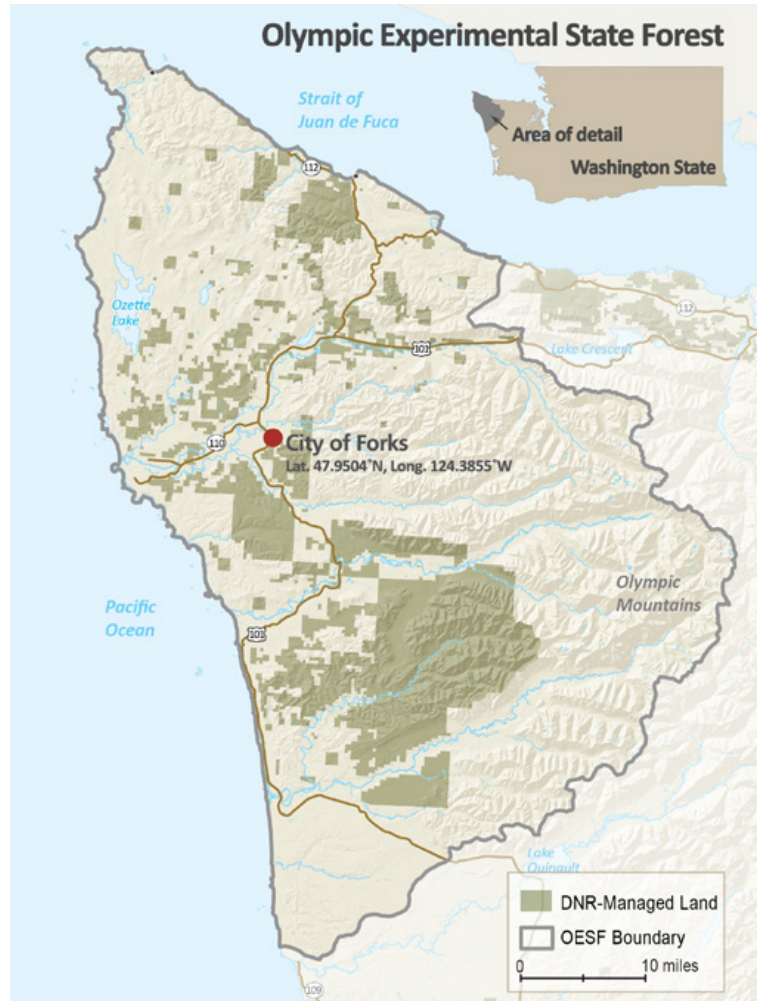 Olympic Experimental State Forest
Strait of
Juan de Fuca
Area of detail
Washington State
112
Ozette
Lake
112
101
Lake Crescent
110
City of Forks
Lat. 47.9504°N, Long. 124.3855°W
Olympic
Mountains
Pacific
Ocean
101
Lake
Quinault
DNR-Managed Land
OESF Boundary
0
10 miles
109